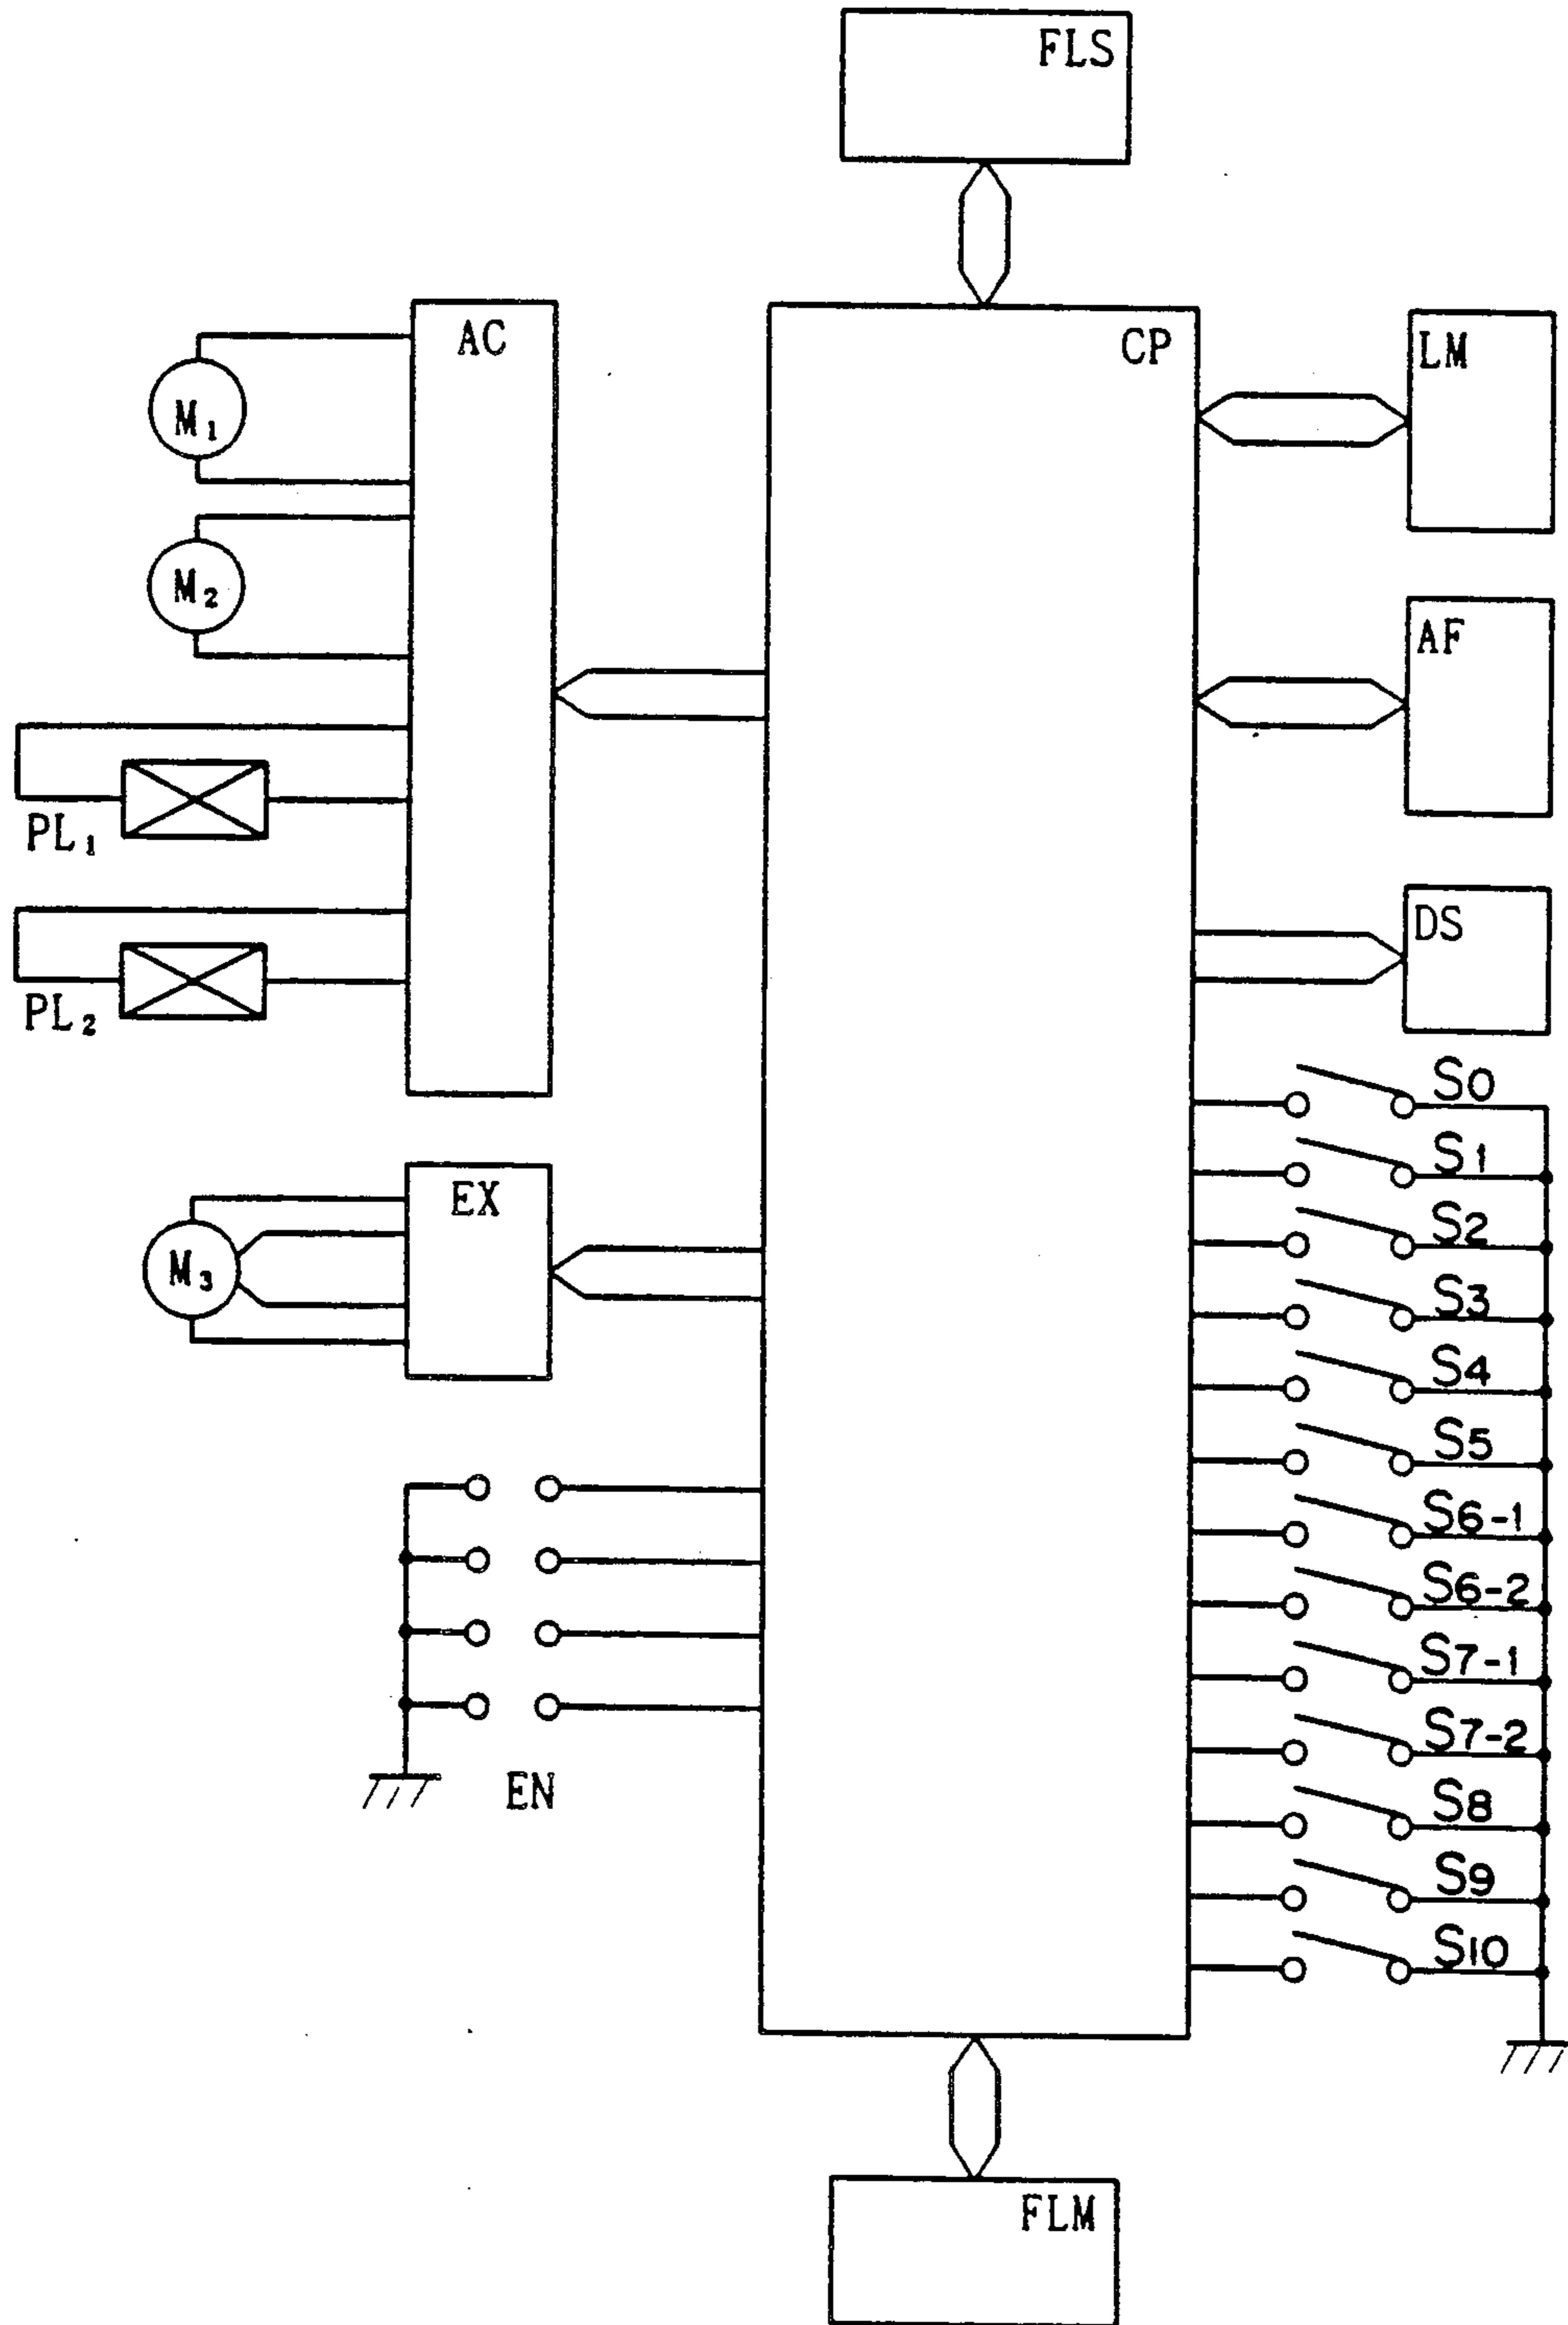 FLS
AC
CP
LM
M₁
M₂
AF
PL₁
DS
PL₂
S0
S1
EX
S2
M₃
S3
S4
S5
S6-1
S6-2
S7-1
S7-2
EN
S8
S9
S10
FLM